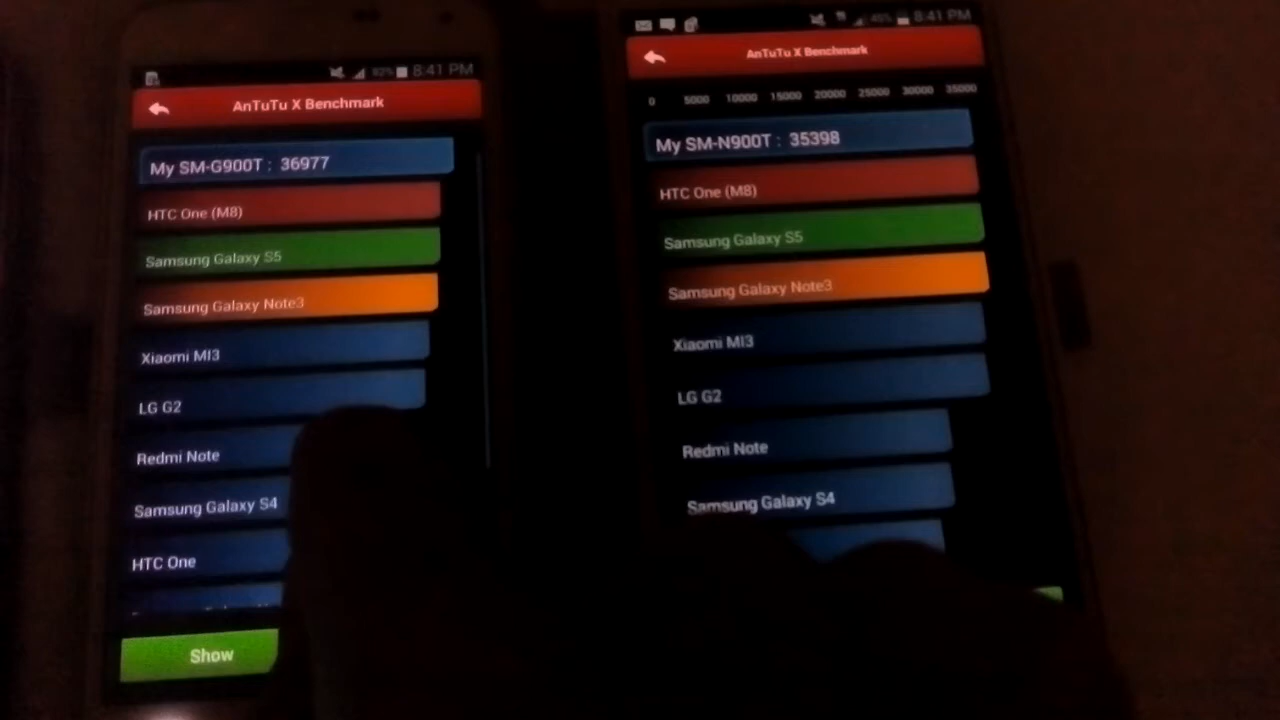 92% 8:41 PM
AnTuTu X Benchmark
My SM-G900T : 36977
HTC One (M8)
Samsung Galaxy S5
Samsung Galaxy Note3
Xiaomi MI3
LG G2
Redmi Note
Samsung Galaxy S4
HTC One
Show
45% 8:41 PM
AnTuTu X Benchmark
0 5000 10000 15000 20000 25000 30000 35000
My SM-N900T : 35398
HTC One (M8)
Samsung Galaxy S5
Samsung Galaxy Note3
Xiaomi MI3
LG G2
Redmi Note
Samsung Galaxy S4